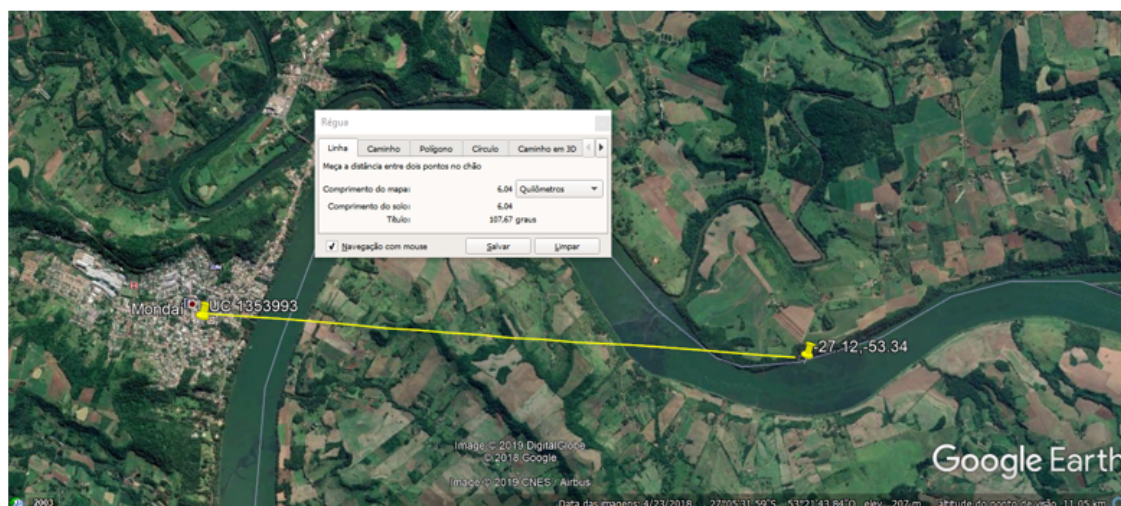 Régua
Linha Caminho Polígono Círculo Caminho em 3D
Meça a distância entre dois pontos no chão
Comprimento do mapa: 6,04 Quilômetros
Comprimento do solo: 6,04
Título: 107,67 graus
Navegação com mouse Salvar Limpar
Mondaí UC 1353993
-27.12,-53.34
Image © 2019 DigitalGlobe
© 2018 Google
Image © 2019 CNES / Airbus
Google Earth
2003
Data das imagens: 4/23/2018 27°05'31.59"S 53°21'43.84"O elev. 207 m altitude do ponto de visão 11.05 km